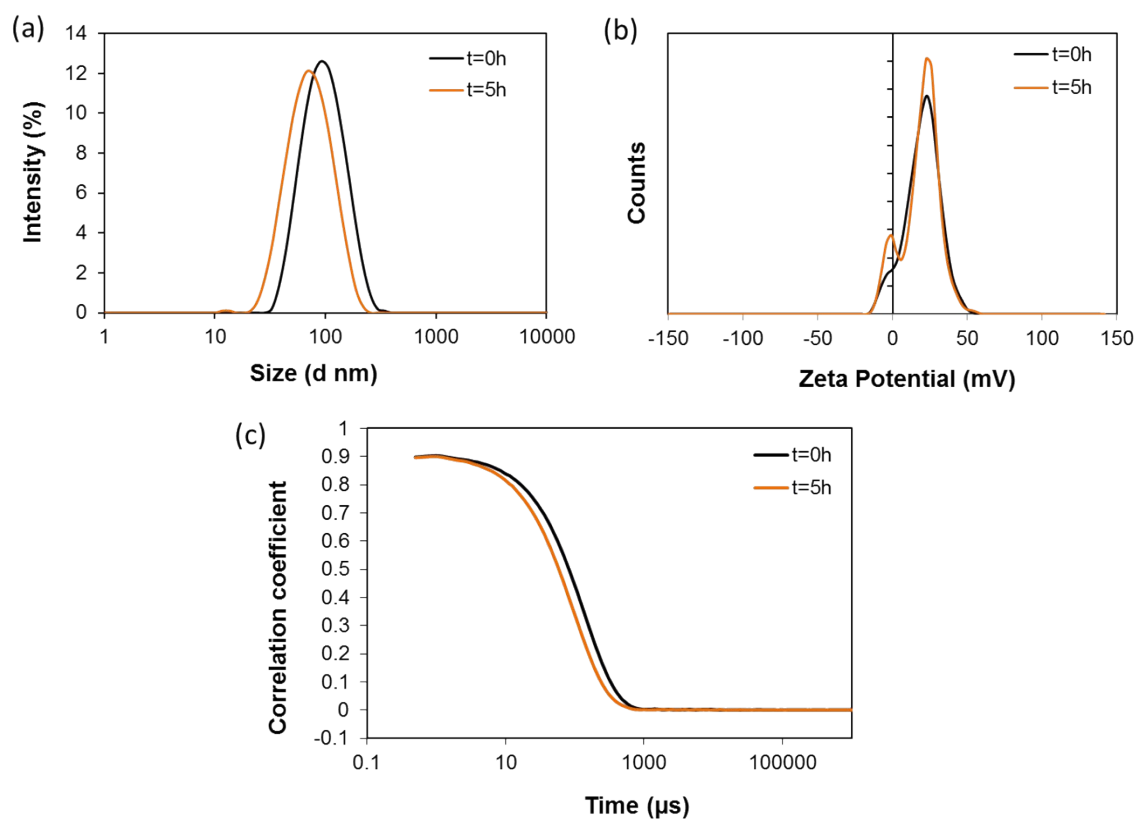 (a)
14
12
10
8
6
4
2
0
Intensity (%)
t=0h
t=5h
1
10
100
1000
10000
Size (d nm)
(b)
Counts
t=0h
t=5h
-150
-100
-50
0
50
100
150
Zeta Potential (mV)
(c)
1
0.9
0.8
0.7
0.6
0.5
0.4
0.3
0.2
0.1
0
-0.1
Correlation coefficient
t=0h
t=5h
0.1
10
1000
100000
Time (µs)